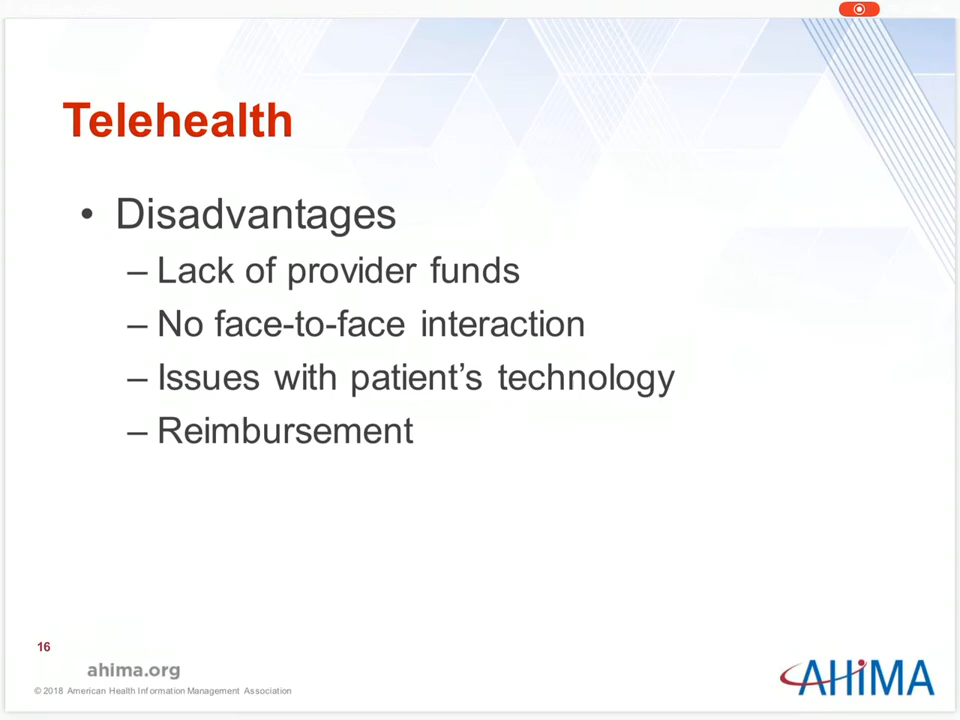 Telehealth
• Disadvantages
– Lack of provider funds
– No face-to-face interaction
– Issues with patient’s technology
– Reimbursement
16
ahima.org
© 2018 American Health Information Management Association
AHiMA